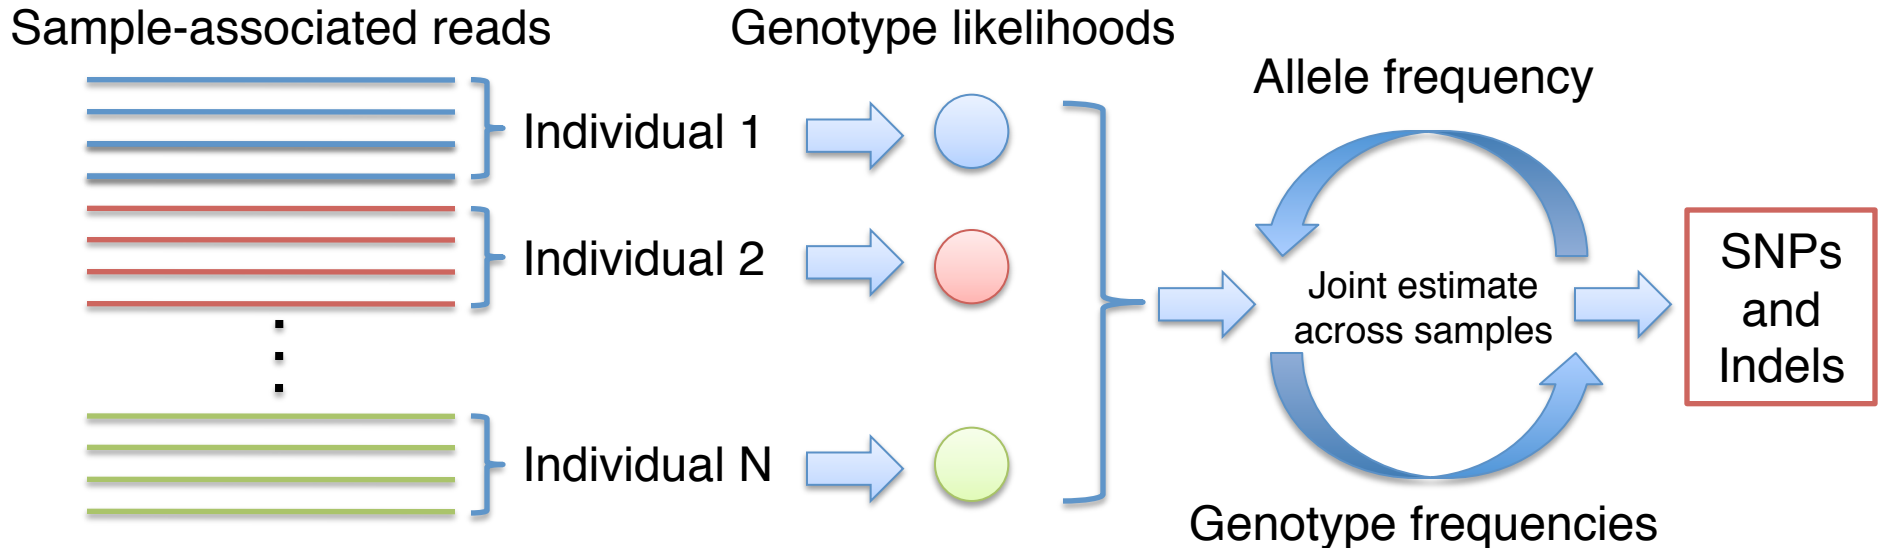 Sample-associated reads
Genotype likelihoods
Allele frequency
Individual 1
Individual 2
Individual N
Joint estimate
across samples
Genotype frequencies
SNPs
and
Indels